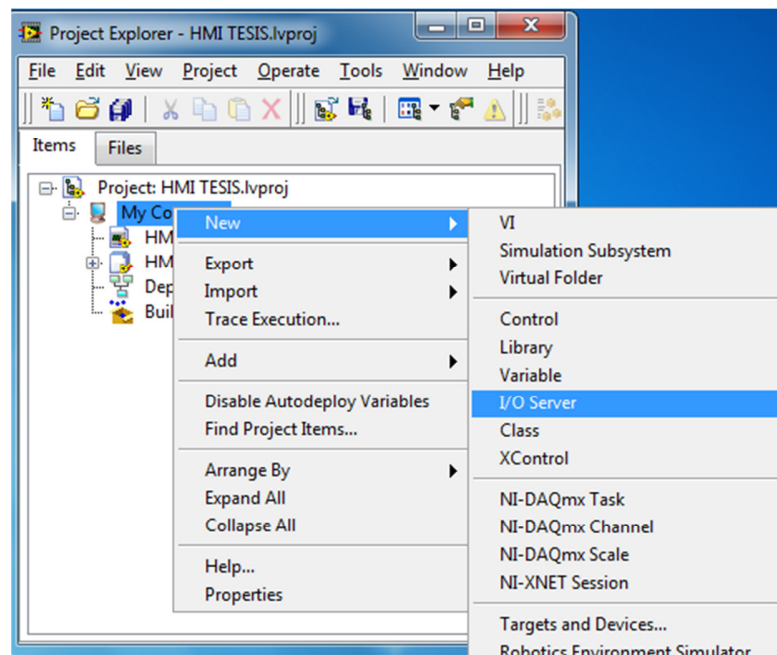 Project Explorer - HMI TESIS.lvproj
File Edit View Project Operate Tools Window Help
Items Files
Project: HMI TESIS.lvproj
My Co
HM
HM
Dep
Buil
New
Export
Import
Trace Execution...
Add
Disable Autodeploy Variables
Find Project Items...
Arrange By
Expand All
Collapse All
Help...
Properties
VI
Simulation Subsystem
Virtual Folder
Control
Library
Variable
I/O Server
Class
XControl
NI-DAQmx Task
NI-DAQmx Channel
NI-DAQmx Scale
NI-XNET Session
Targets and Devices...
Robotics Environment Simulator